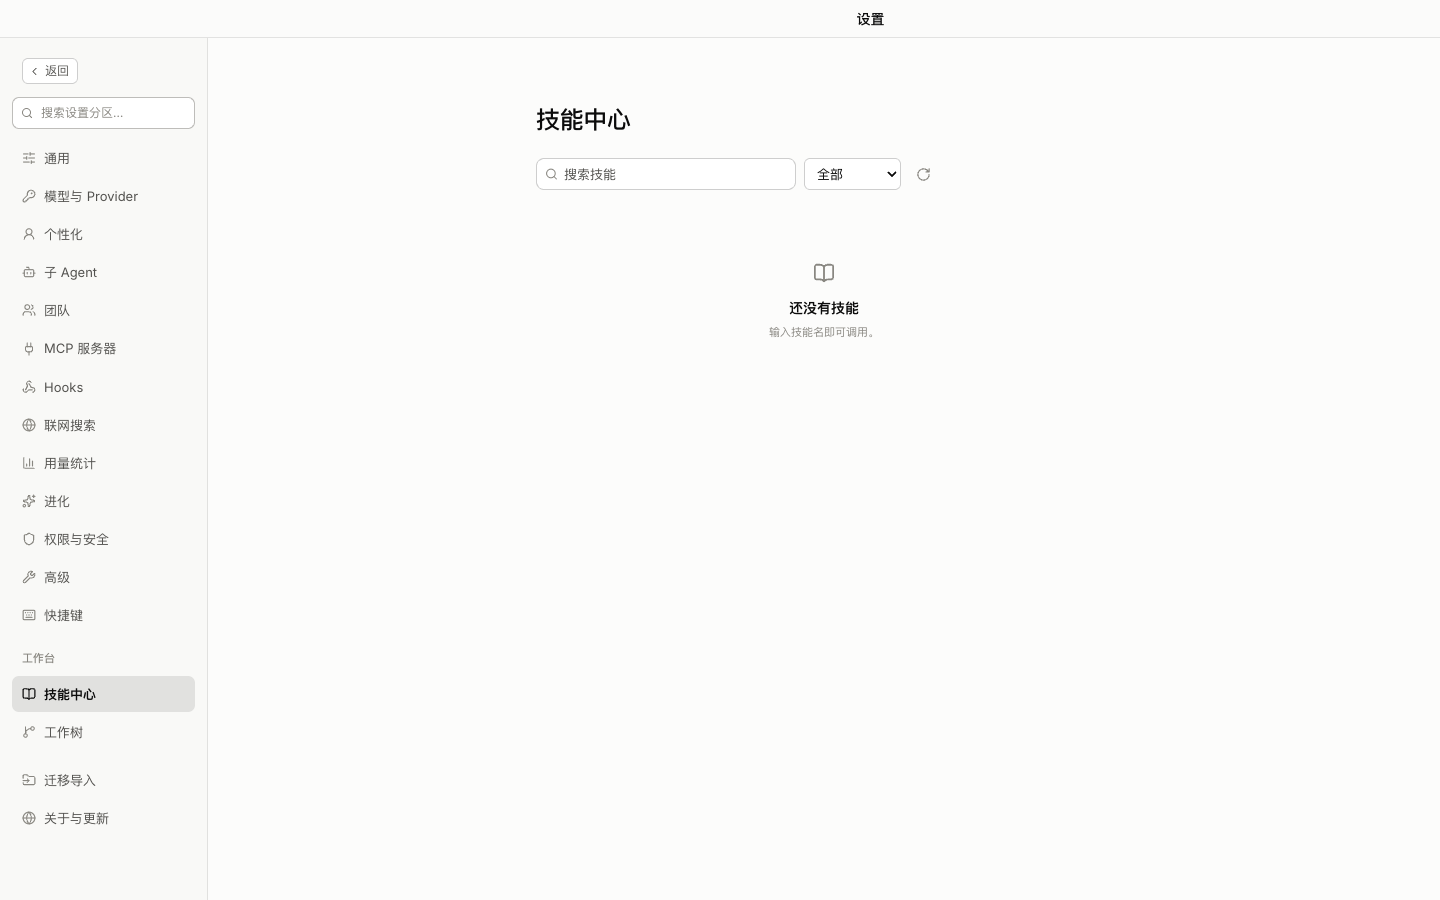 设置
返回
搜索设置分区...
通用
模型与 Provider
个性化
子 Agent
团队
MCP 服务器
Hooks
联网搜索
用量统计
进化
权限与安全
高级
快捷键
工作台
技能中心
工作树
迁移导入
关于与更新
技能中心
搜索技能
全部
还没有技能
输入技能名即可调用。